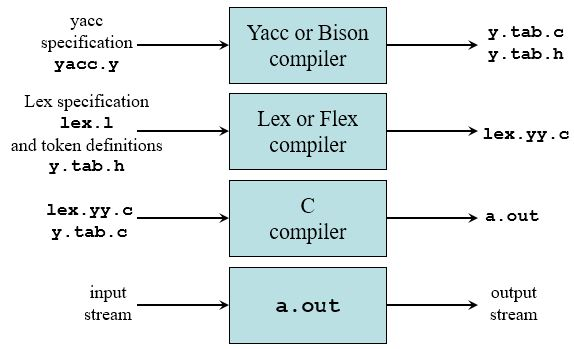 yacc
specification
yacc.y
Yacc or Bison
compiler
y.tab.c
y.tab.h
Lex specification
lex.l
and token definitions
y.tab.h
Lex or Flex
compiler
lex.yy.c
lex.yy.c
y.tab.c
C
compiler
a.out
input
stream
a.out
output
stream